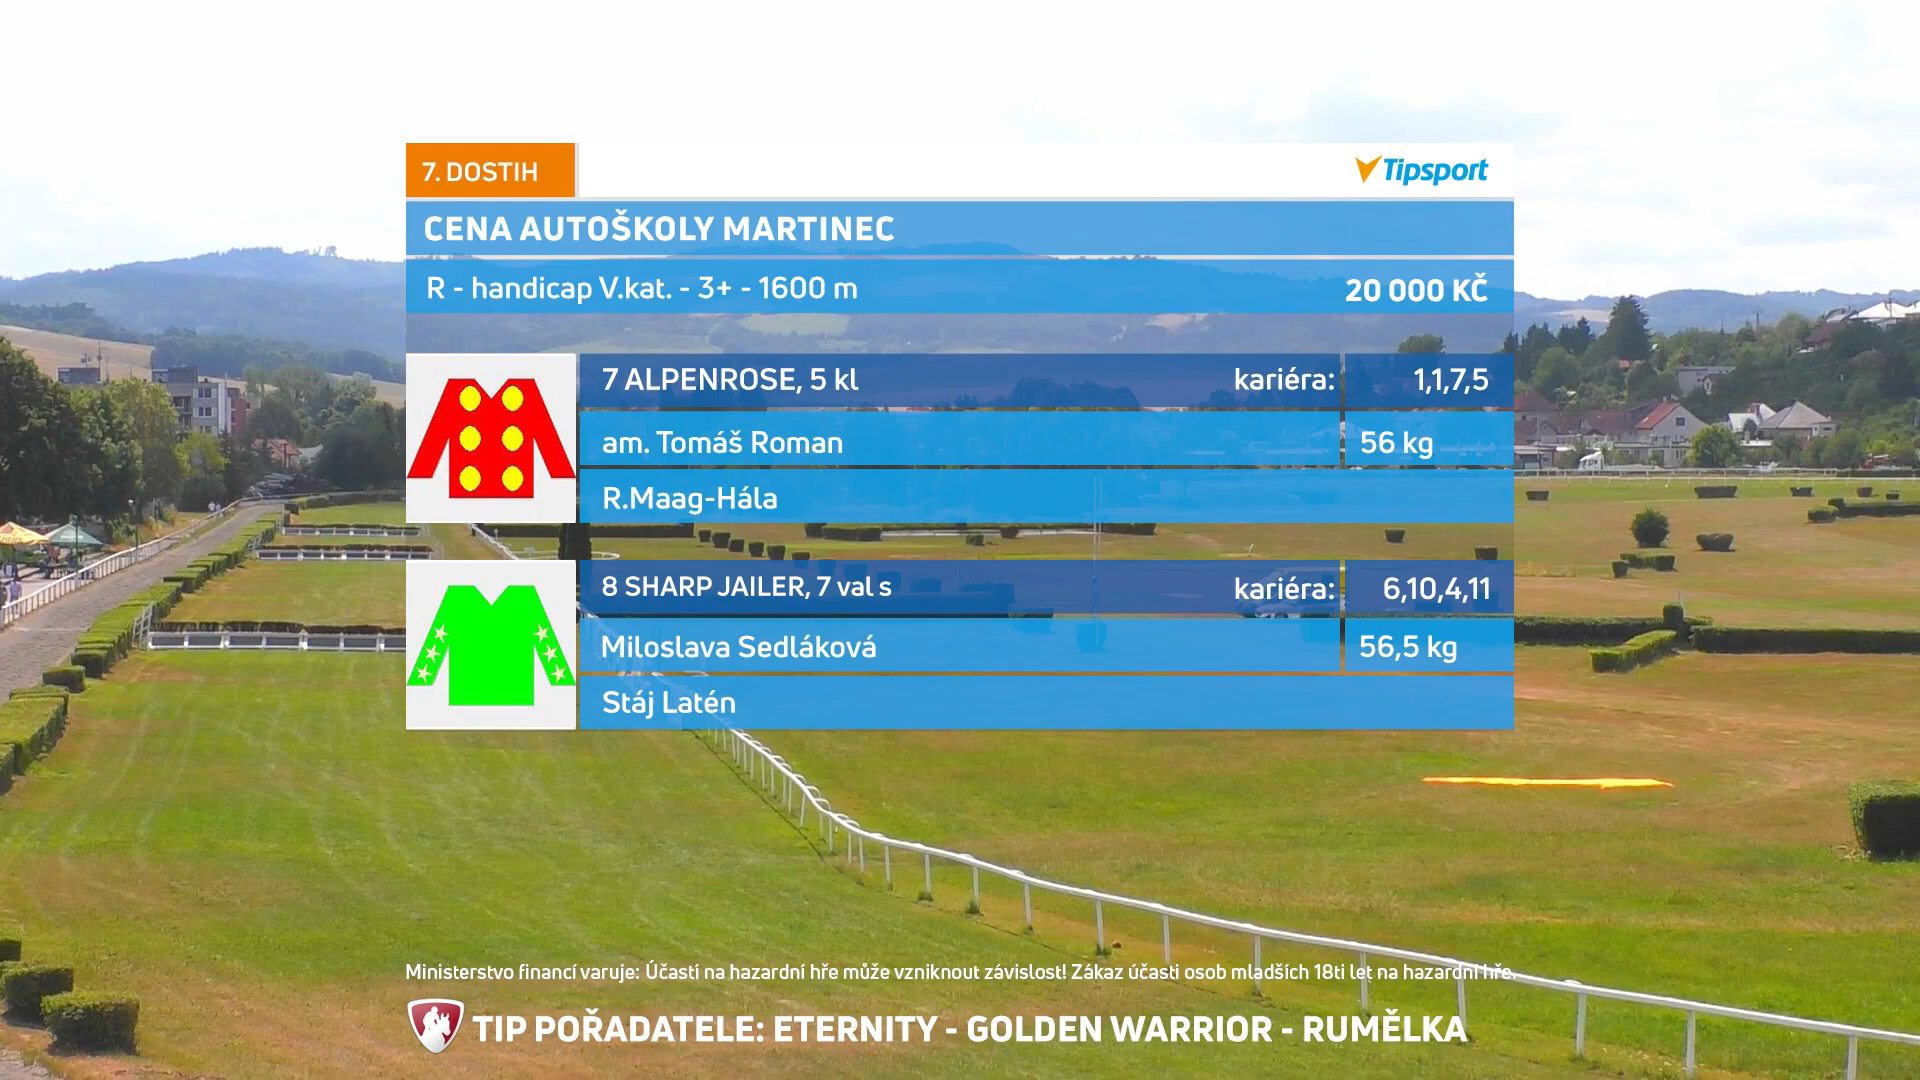 7. DOSTIH
Tipsport
CENA AUTOŠKOLY MARTINEC
R - handicap V.kat. - 3+ - 1600 m
20 000 KČ
7 ALPENROSE, 5 kl
kariéra:
1,1,7,5
am. Tomáš Roman
56 kg
R.Maag-Hála
8 SHARP JAILER, 7 val s
kariéra:
6,10,4,11
Miloslava Sedláková
56,5 kg
Stáj Latén
Ministerstvo financí varuje: Účastí na hazardní hře může vzniknout závislost! Zákaz účasti osob mladších 18ti let na hazardní hře.
TIP POŘADATELE: ETERNITY - GOLDEN WARRIOR - RUMĚLKA